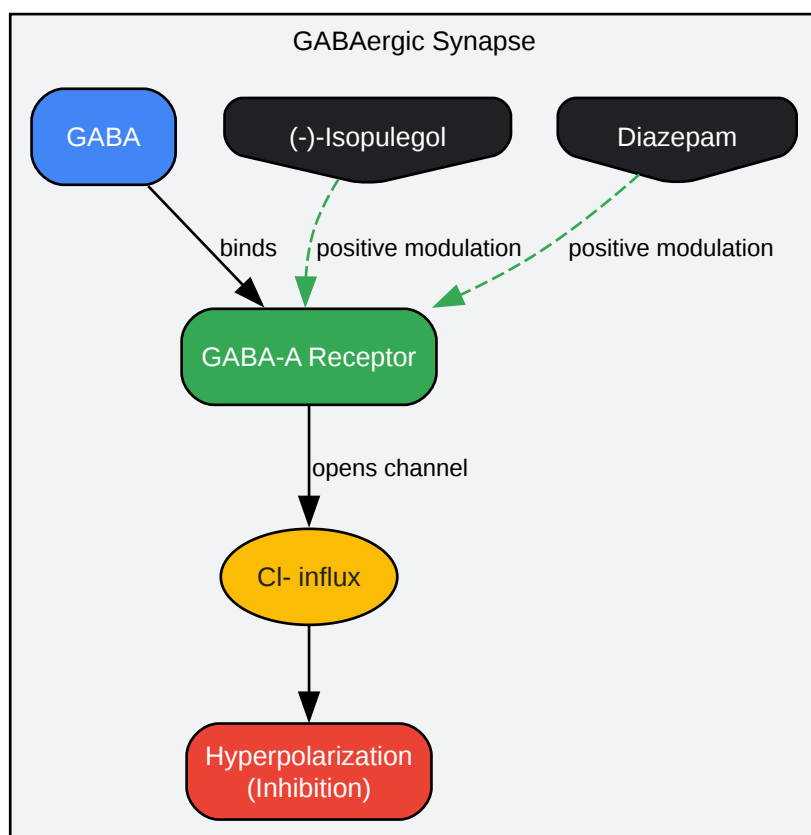 GABAergic Synapse
GABA
(-)-Isopulegol
Diazepam
binds
positive modulation
positive modulation
GABA-A Receptor
opens channel
Cl- influx
Hyperpolarization
(Inhibition)